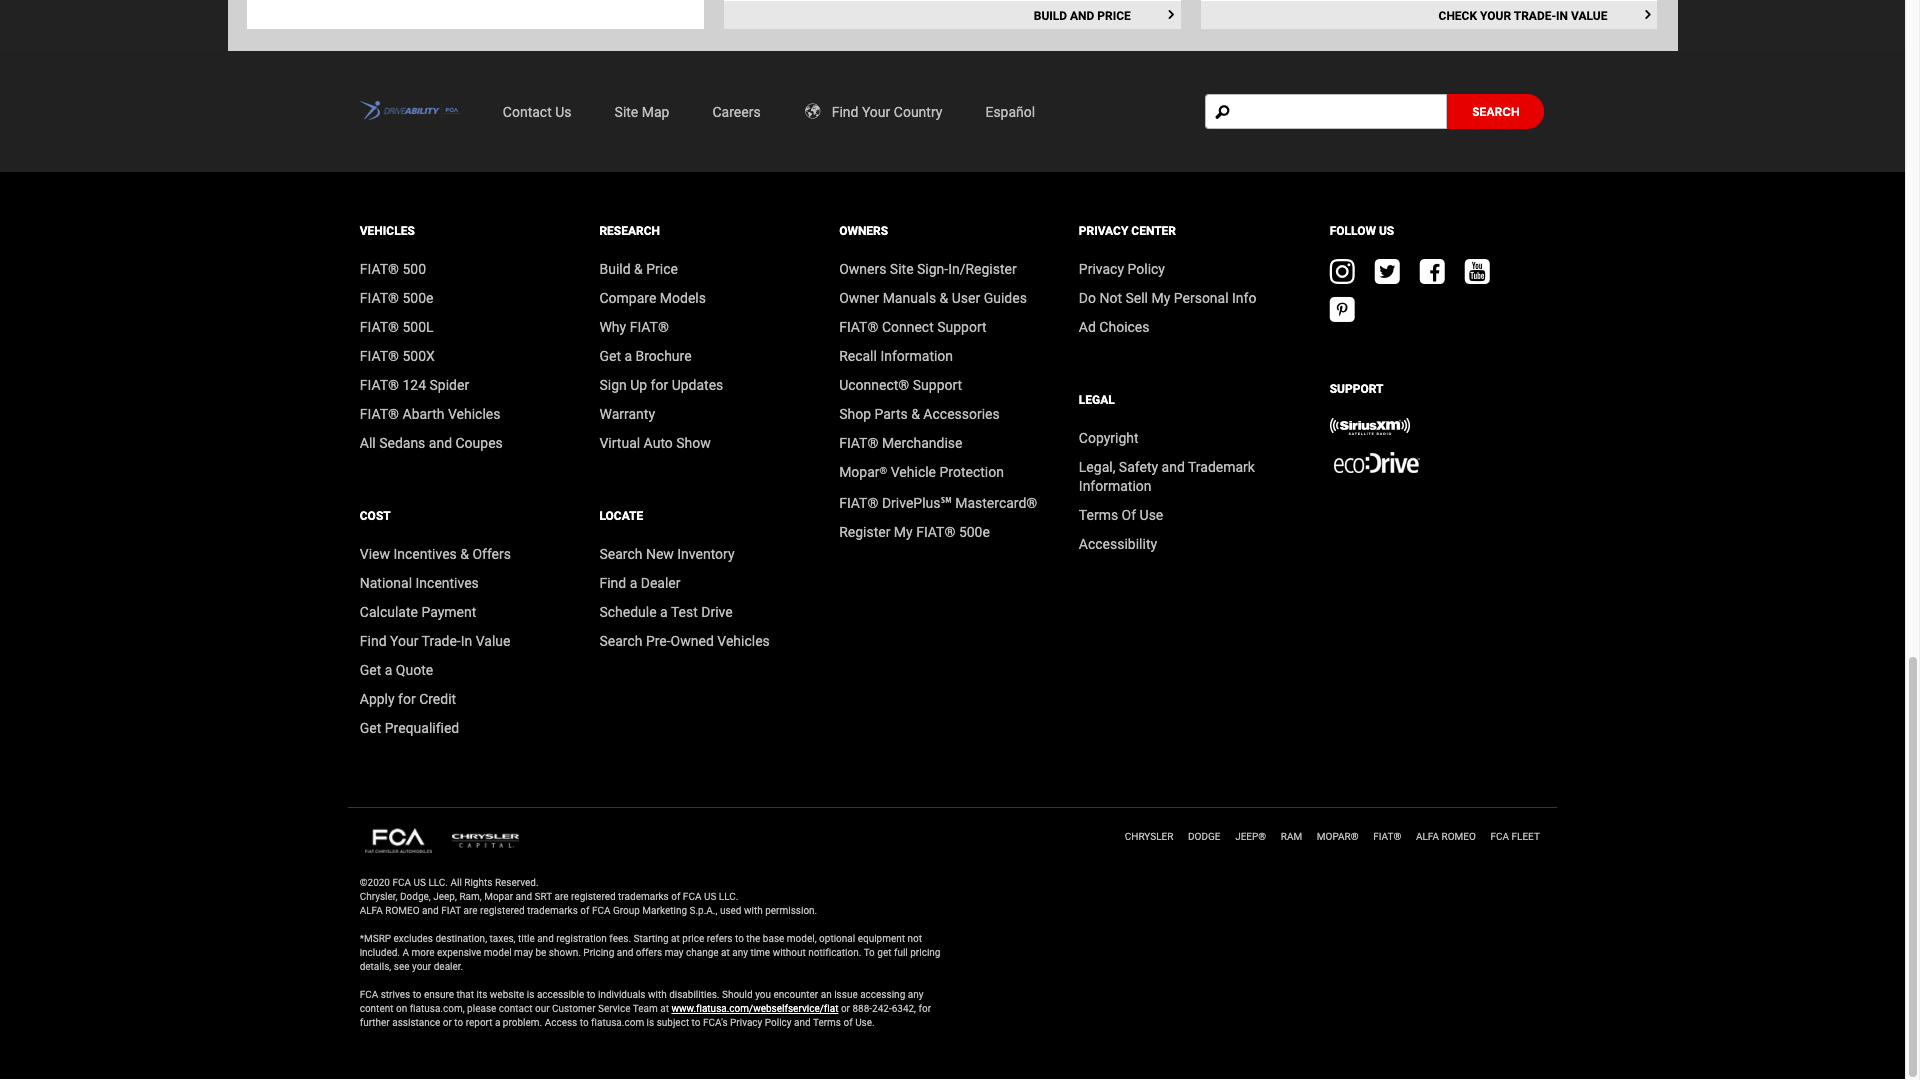 BUILD AND PRICE
CHECK YOUR TRADE-IN VALUE
DRIVEABILITY FCA
Contact Us
Site Map
Careers
Find Your Country
Español
SEARCH
VEHICLES
FIAT® 500
FIAT® 500e
FIAT® 500L
FIAT® 500X
FIAT® 124 Spider
FIAT® Abarth Vehicles
All Sedans and Coupes
COST
View Incentives & Offers
National Incentives
Calculate Payment
Find Your Trade-In Value
Get a Quote
Apply for Credit
Get Prequalified
RESEARCH
Build & Price
Compare Models
Why FIAT®
Get a Brochure
Sign Up for Updates
Warranty
Virtual Auto Show
LOCATE
Search New Inventory
Find a Dealer
Schedule a Test Drive
Search Pre-Owned Vehicles
OWNERS
Owners Site Sign-In/Register
Owner Manuals & User Guides
FIAT® Connect Support
Recall Information
Uconnect® Support
Shop Parts & Accessories
FIAT® Merchandise
Mopar® Vehicle Protection
FIAT® DrivePlus℠ Mastercard®
Register My FIAT® 500e
PRIVACY CENTER
Privacy Policy
Do Not Sell My Personal Info
Ad Choices
LEGAL
Copyright
Legal, Safety and Trademark
Information
Terms Of Use
Accessibility
FOLLOW US
You
Tube
SUPPORT
((SiriusXM))
SATELLITE RADIO
eco:Drive
FCA
FIAT CHRYSLER AUTOMOBILES
CHRYSLER
CAPITAL
CHRYSLER
DODGE
JEEP®
RAM
MOPAR®
FIAT®
ALFA ROMEO
FCA FLEET
©2020 FCA US LLC. All Rights Reserved.
Chrysler, Dodge, Jeep, Ram, Mopar and SRT are registered trademarks of FCA US LLC.
ALFA ROMEO and FIAT are registered trademarks of FCA Group Marketing S.p.A., used with permission.
*MSRP excludes destination, taxes, title and registration fees. Starting at price refers to the base model, optional equipment not
included. A more expensive model may be shown. Pricing and offers may change at any time without notification. To get full pricing
details, see your dealer.
FCA strives to ensure that its website is accessible to individuals with disabilities. Should you encounter an issue accessing any
content on fiatusa.com, please contact our Customer Service Team at www.fiatusa.com/webselfservice/fiat or 888-242-6342, for
further assistance or to report a problem. Access to fiatusa.com is subject to FCA's Privacy Policy and Terms of Use.